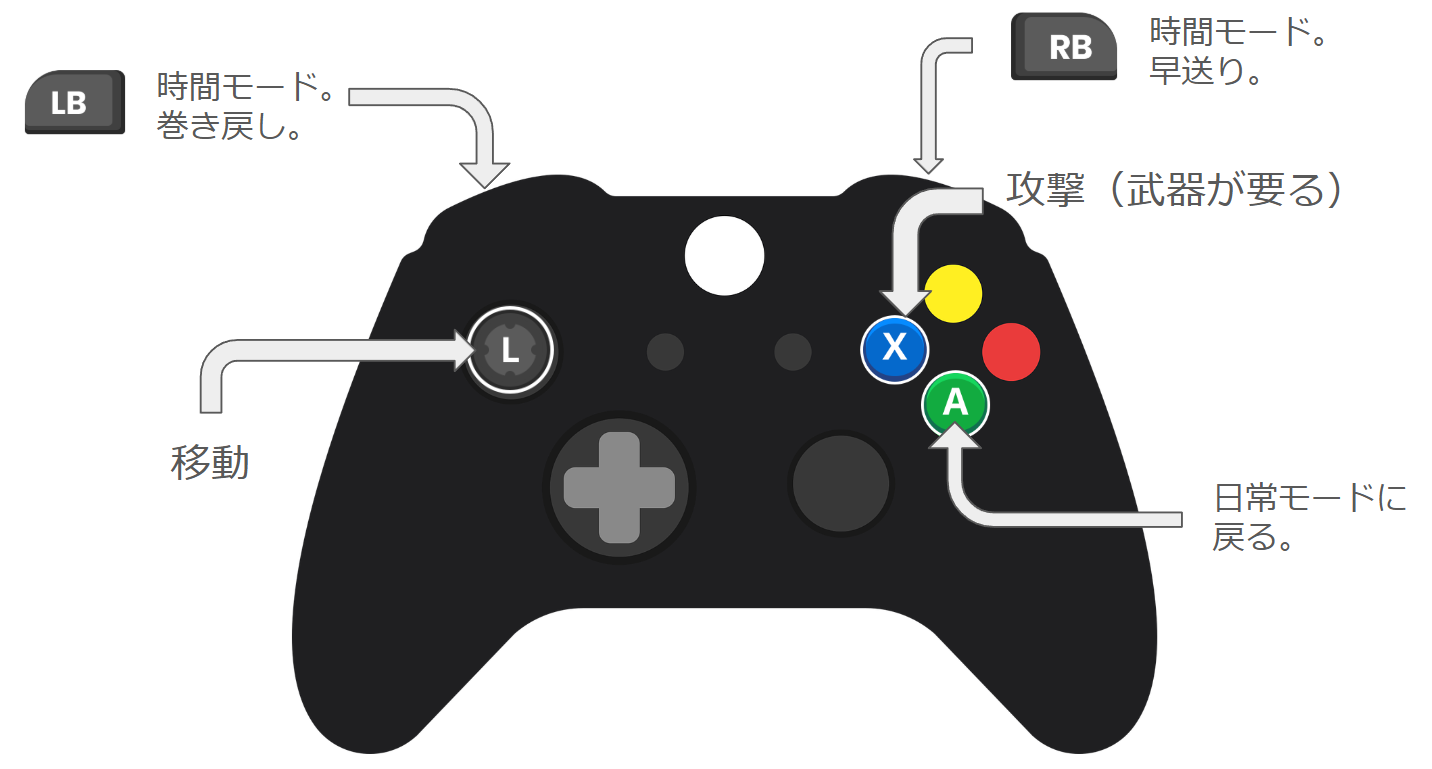 LB
時間モード。
巻き戻し。
RB
時間モード。
早送り。
攻撃（武器が要る）
X
L
A
移動
日常モードに
戻る。